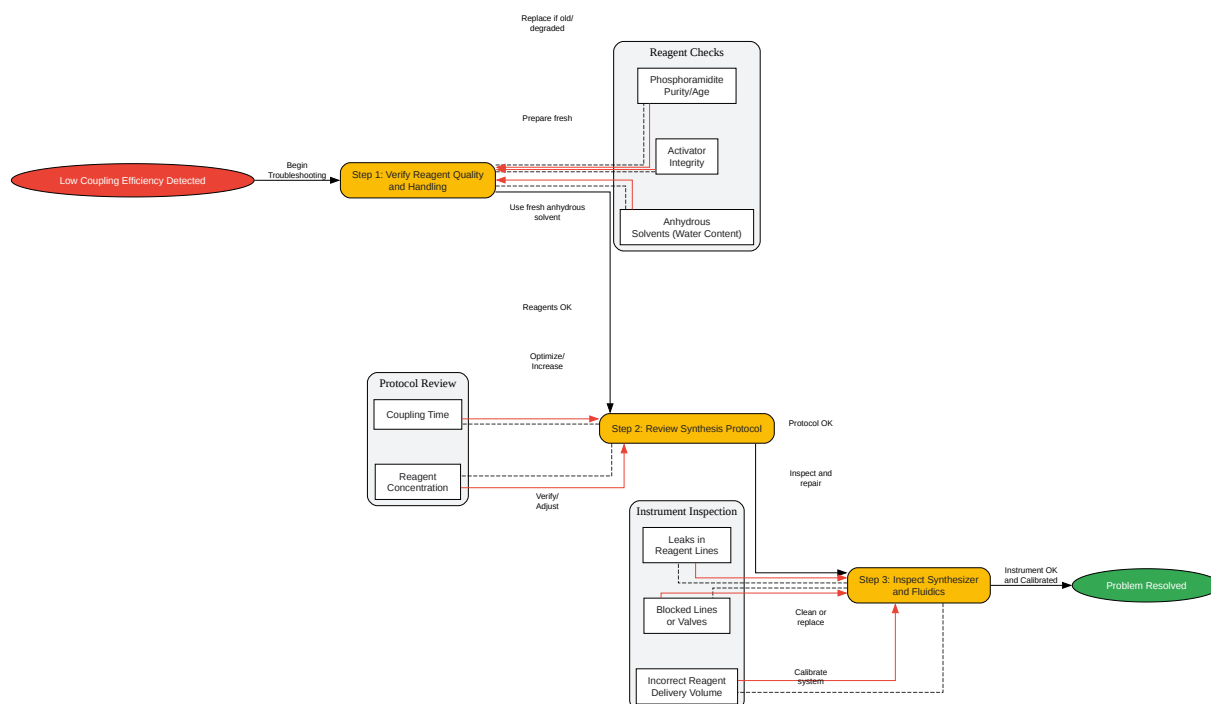 Replace if old/
degraded
Reagent Checks
Phosphoramidite
Purity/Age
Prepare fresh
Activator
Integrity
Begin
Troubleshooting
Low Coupling Efficiency Detected
Step 1: Verify Reagent Quality
and Handling
Use fresh anhydrous
solvent
Anhydrous
Solvents (Water Content)
Reagents OK
Optimize/
Increase
Protocol Review
Coupling Time
Step 2: Review Synthesis Protocol
Protocol OK
Reagent
Concentration
Inspect and
repair
Verify/
Adjust
Instrument Inspection
Leaks in
Reagent Lines
Step 3: Inspect Synthesizer
and Fluidics
Instrument OK
and Calibrated
Problem Resolved
Blocked Lines
or Valves
Clean or
replace
Incorrect Reagent
Delivery Volume
Calibrate
system